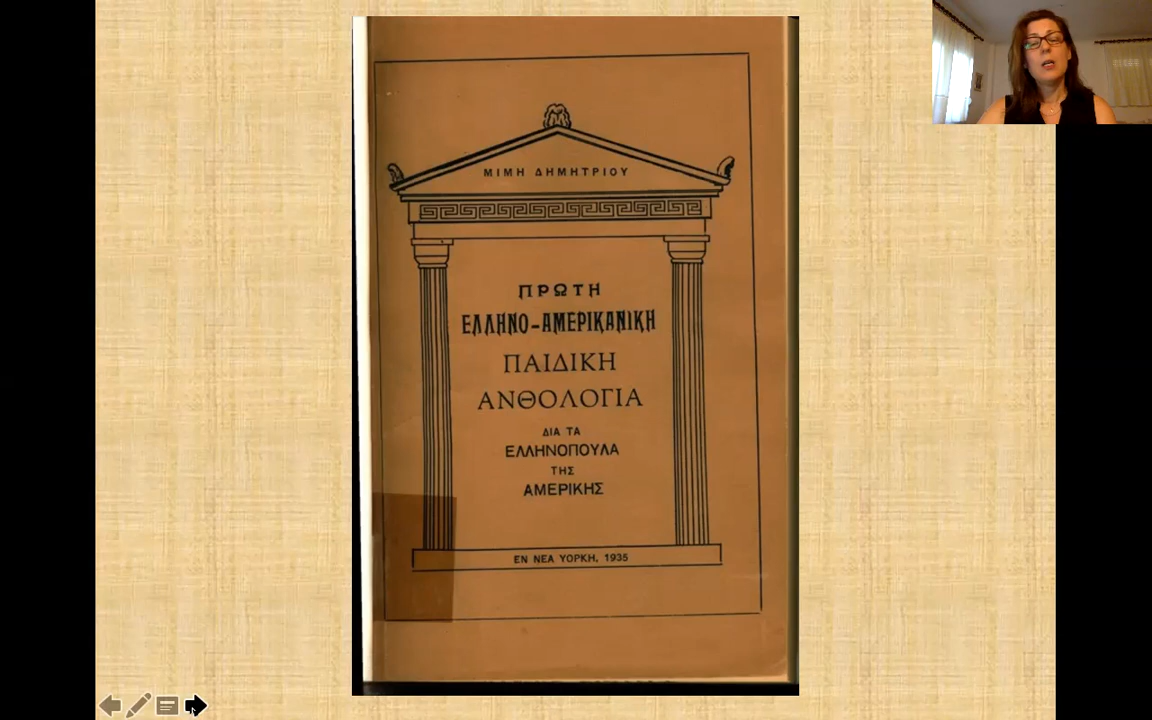 ΜΙΜΗ ΔΗΜΗΤΡΙΟΥ
ΠΡΩΤΗ
ΕΛΛΗΝΟ-ΑΜΕΡΙΚΑΝΙΚΗ
ΠΑΙΔΙΚΗ
ΑΝΘΟΛΟΓΙΑ
ΔΙΑ ΤΑ
ΕΛΛΗΝΟΠΟΥΛΑ
ΤΗΣ
ΑΜΕΡΙΚΗΣ
ΕΝ ΝΕΑ ΥΟΡΚΗ, 1935